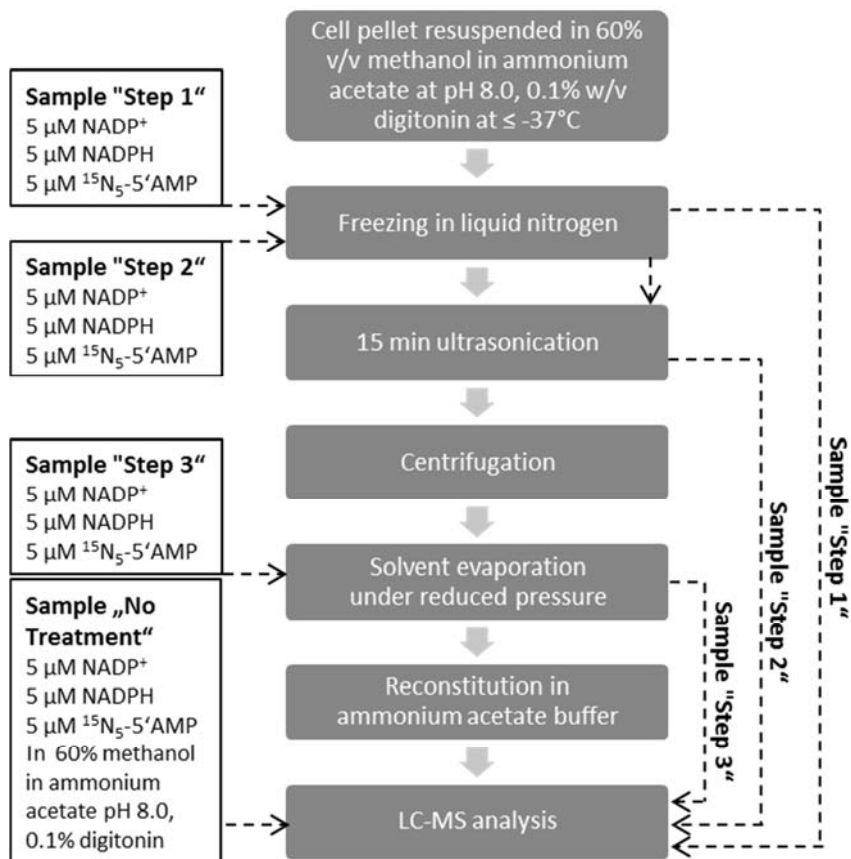 Cell pellet resuspended in 60%
v/v methanol in ammonium
acetate at pH 8.0, 0.1% w/v
digitonin at ≤ -37°C
Sample "Step 1“
5 µM NADP⁺
5 µM NADPH
5 µM ¹⁵N₅-5‘AMP
Freezing in liquid nitrogen
Sample "Step 2“
5 µM NADP⁺
5 µM NADPH
5 µM ¹⁵N₅-5‘AMP
15 min ultrasonication
Centrifugation
Sample "Step 3“
5 µM NADP⁺
5 µM NADPH
5 µM ¹⁵N₅-5‘AMP
Solvent evaporation
under reduced pressure
Sample „No
Treatment“
5 µM NADP⁺
5 µM NADPH
5 µM ¹⁵N₅-5‘AMP
In 60% methanol
in ammonium
acetate pH 8.0,
0.1% digitonin
Reconstitution in
ammonium acetate buffer
LC-MS analysis
Sample "Step 3“
Sample "Step 2“
Sample "Step 1“